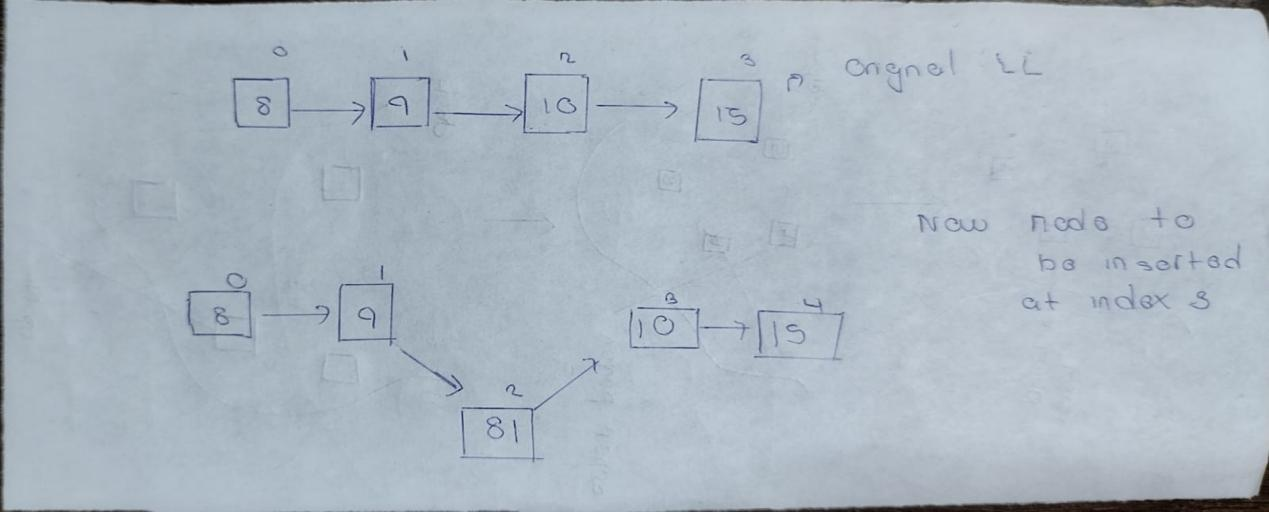 0 1 2 3
8 9 10 15 Orignal LL
New node to
be inserted
at index 3
0 1 3 4
8 9 10 15
2
81